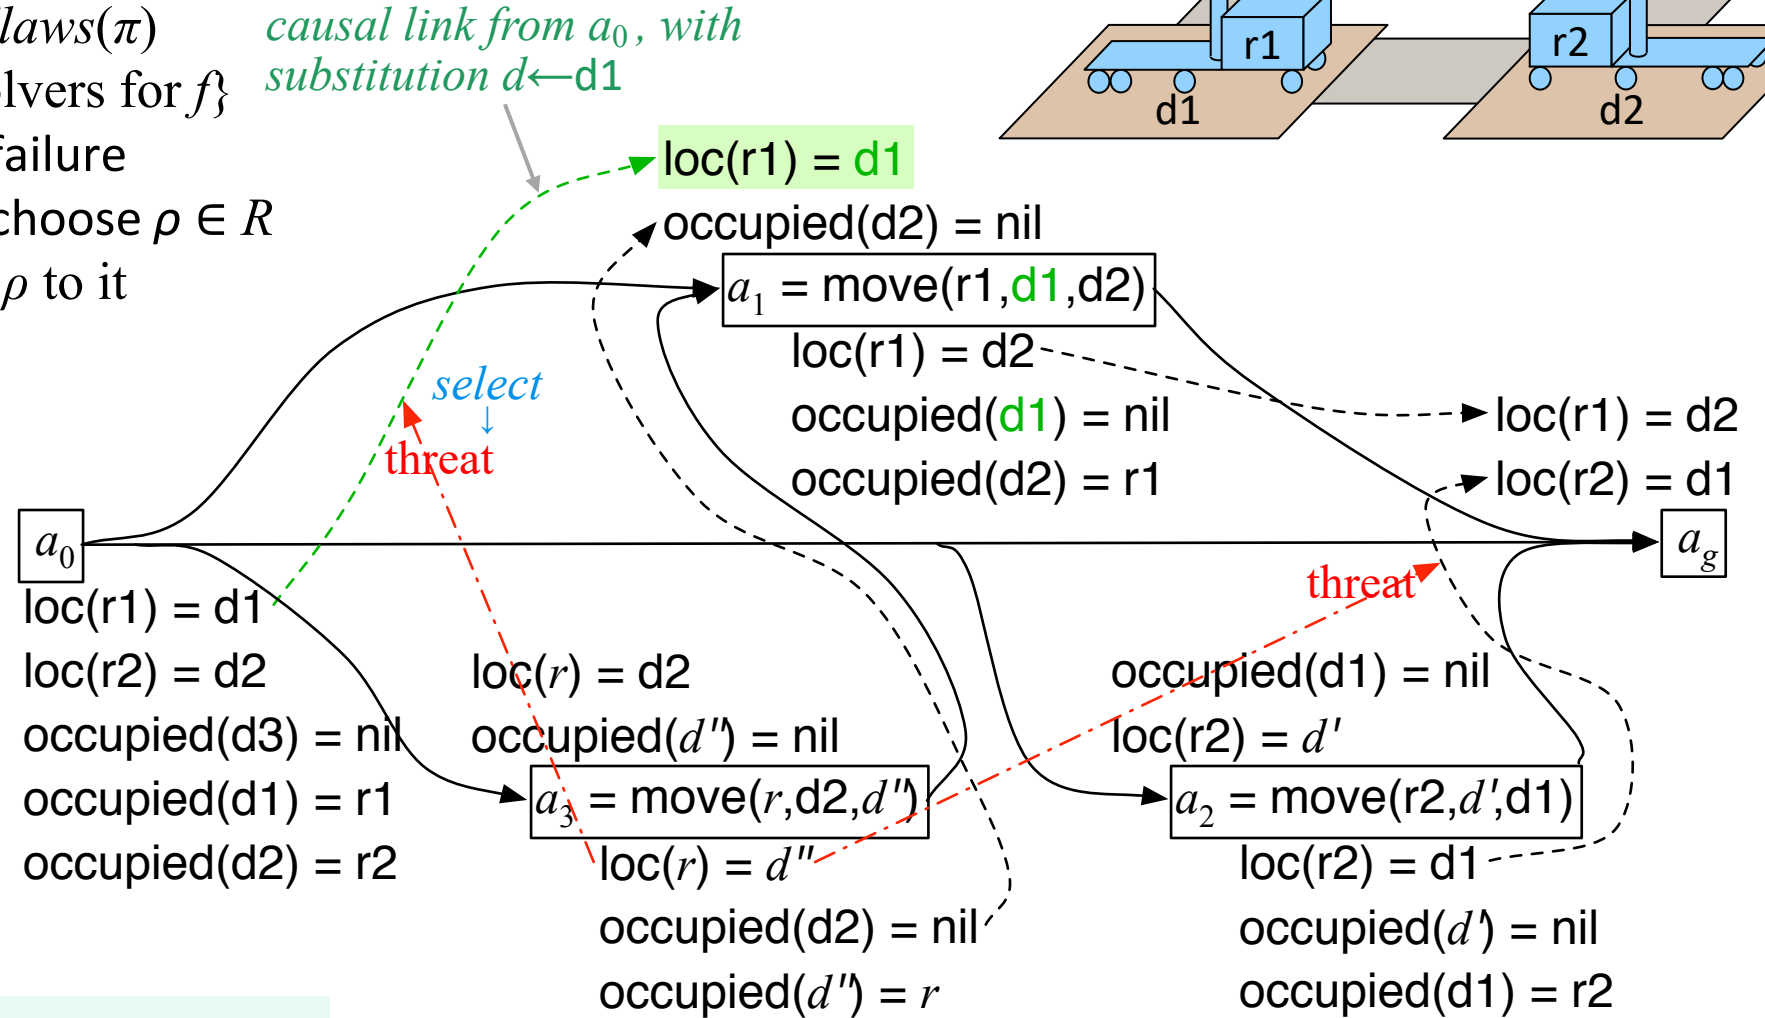 laws(π)
lvers for f}
failure
choose ρ ∈ R
ρ to it
causal link from a0, with
substitution d←d1
r1
r2
d1
d2
loc(r1) = d1
occupied(d2) = nil
a1 = move(r1,d1,d2)
loc(r1) = d2
occupied(d1) = nil
occupied(d2) = r1
select
↓
threat
loc(r1) = d2
loc(r2) = d1
a0
ag
loc(r1) = d1
loc(r2) = d2
occupied(d3) = nil
occupied(d1) = r1
occupied(d2) = r2
threat
loc(r) = d2
occupied(d″) = nil
a3 = move(r,d2,d″)
loc(r) = d″
occupied(d2) = nil
occupied(d″) = r
occupied(d1) = nil
loc(r2) = d′
a2 = move(r2,d′,d1)
loc(r2) = d1
occupied(d′) = nil
occupied(d1) = r2